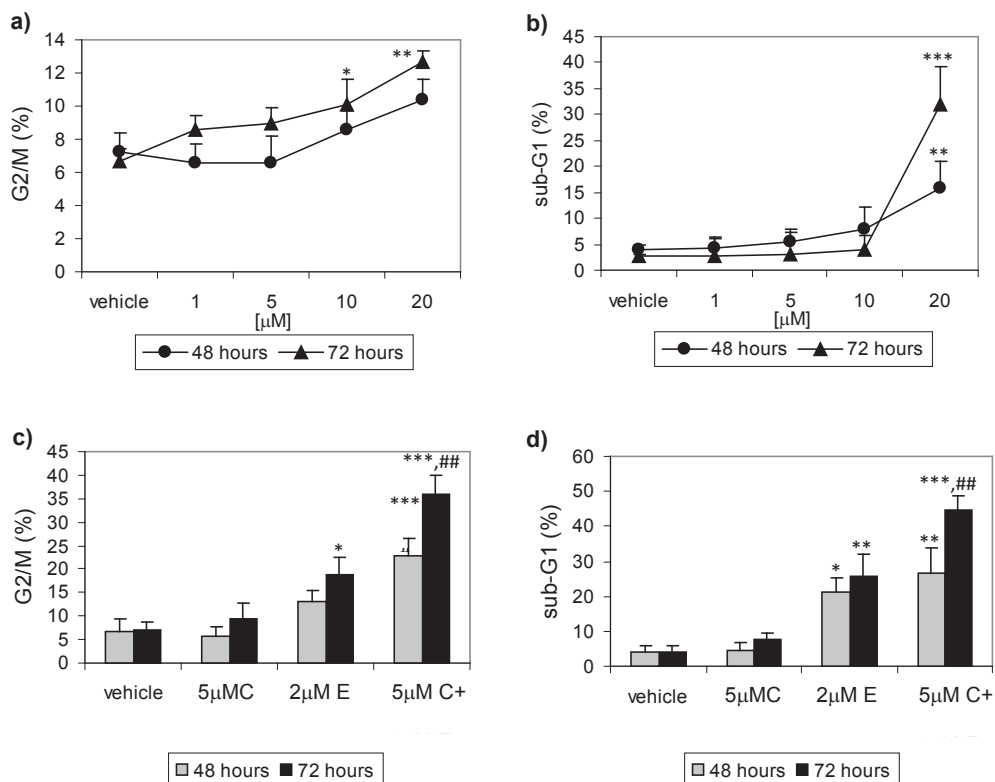 a)
G2/M (%)
14
12
10
8
6
4
2
0
**
*
vehicle 1 5 10 20
[µM]
48 hours 72 hours
b)
sub-G1 (%)
45
40
35
30
25
20
15
10
5
0
***
**
vehicle 1 5 10 20
[µM]
48 hours 72 hours
c)
G2/M (%)
45
40
35
30
25
20
15
10
5
0
***,##
***
*
vehicle 5µMC 2µM E 5µM C+
48 hours 72 hours
d)
sub-G1 (%)
60
50
40
30
20
10
0
***,##
**
* **
vehicle 5µMC 2µM E 5µM C+
48 hours 72 hours